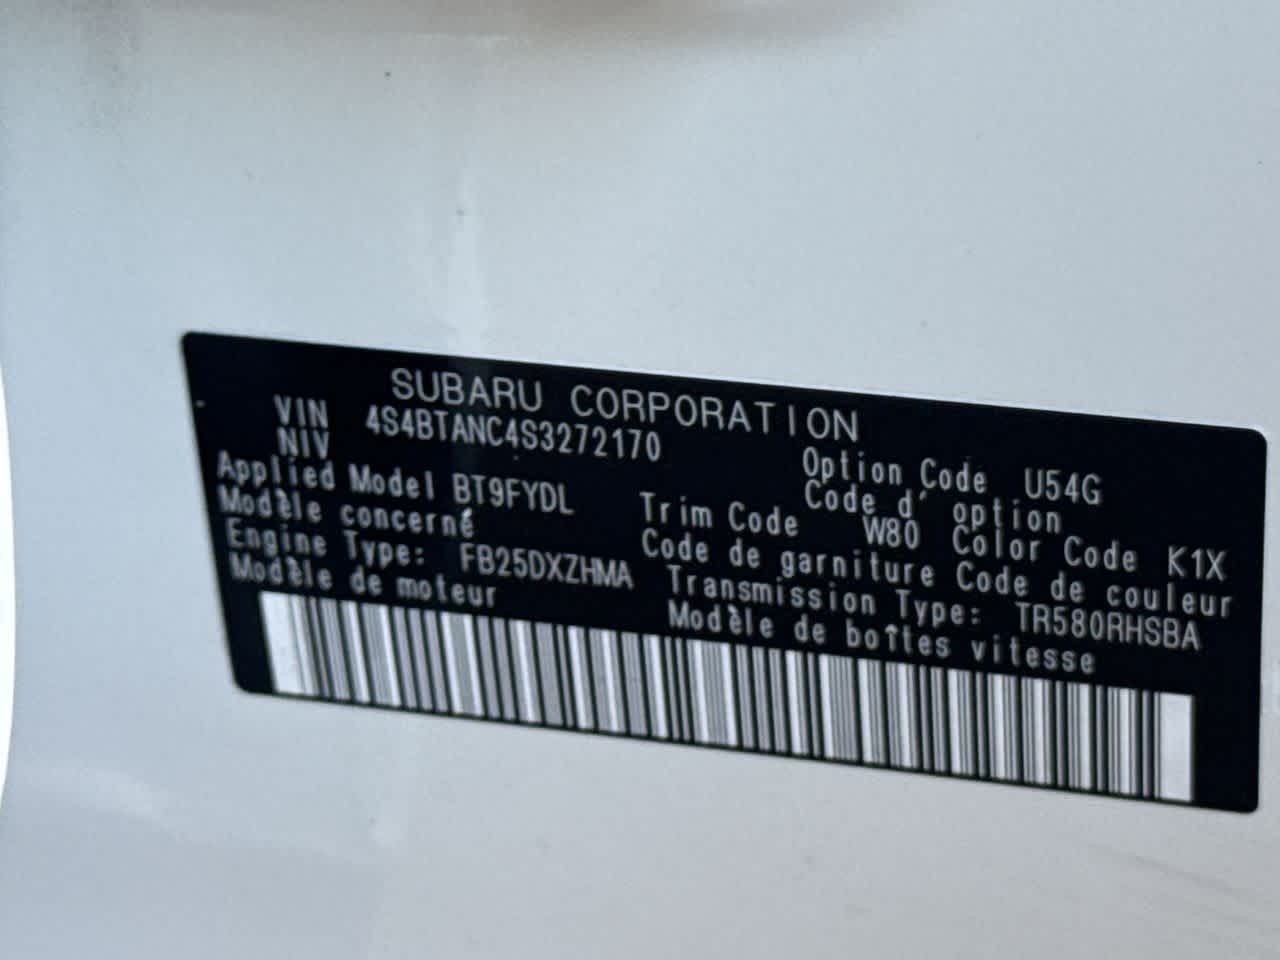 SUBARU CORPORATION
VIN 4S4BTANC4S3272170
NIV
Option Code U54G
Code d'option
Applied Model BT9FYDL
Modèle concerné
Trim Code W80
Code de garniture
Color Code K1X
Code de couleur
Engine Type: FB25DXZHMA
Modèle de moteur
Transmission Type: TR580RHSBA
Modèle de boîtes vitesse